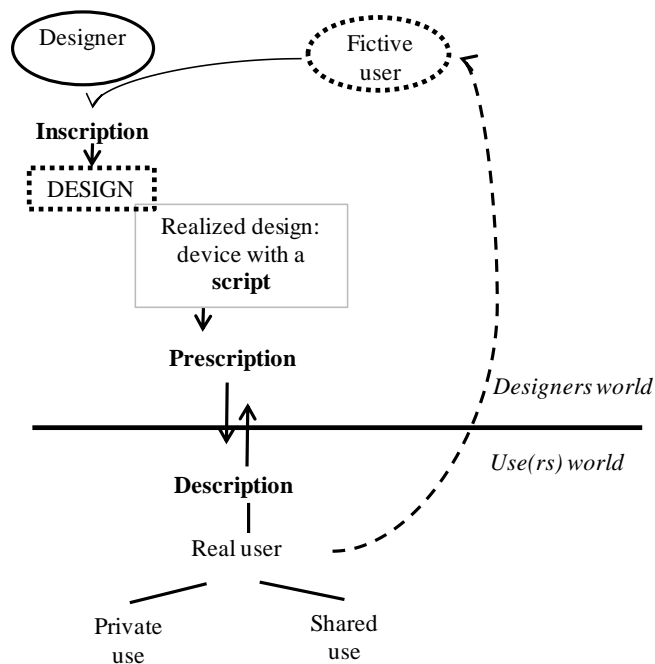 Designer
Fictive
user
Inscription
DESIGN
Realized design:
device with a
script
Prescription
Designers world
Use(rs) world
Description
Real user
Private
use
Shared
use